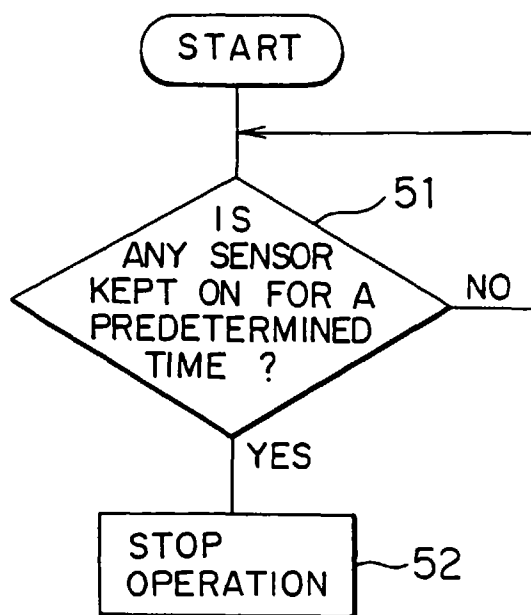 START
51
IS
ANY SENSOR
KEPT ON FOR A
PREDETERMINED
TIME ?
NO
YES
STOP
OPERATION
52